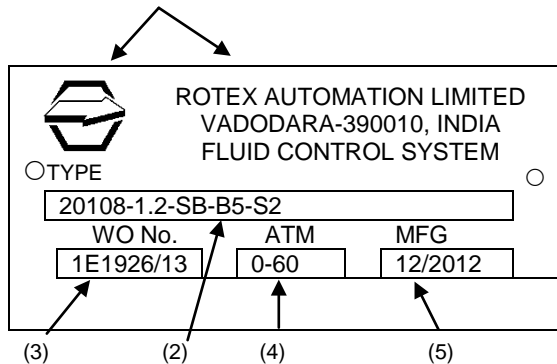 ROTEX AUTOMATION LIMITED
VADODARA-390010, INDIA
FLUID CONTROL SYSTEM
TYPE
20108-1.2-SB-B5-S2
WO No. ATM MFG
1E1926/13 0-60 12/2012
(3) (2) (4) (5)